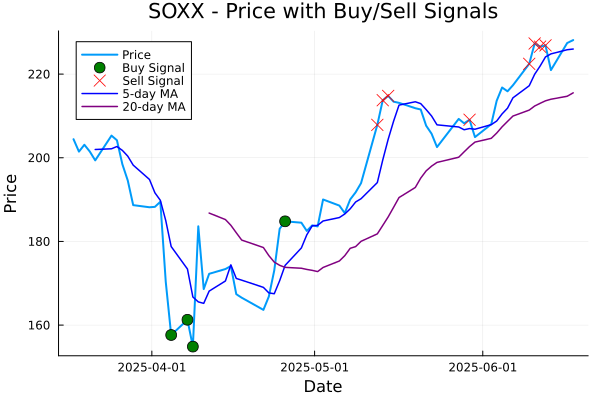 SOXX - Price with Buy/Sell Signals
Price
Buy Signal
Sell Signal
5-day MA
20-day MA
220
200
180
160
Price
2025-04-01
2025-05-01
2025-06-01
Date